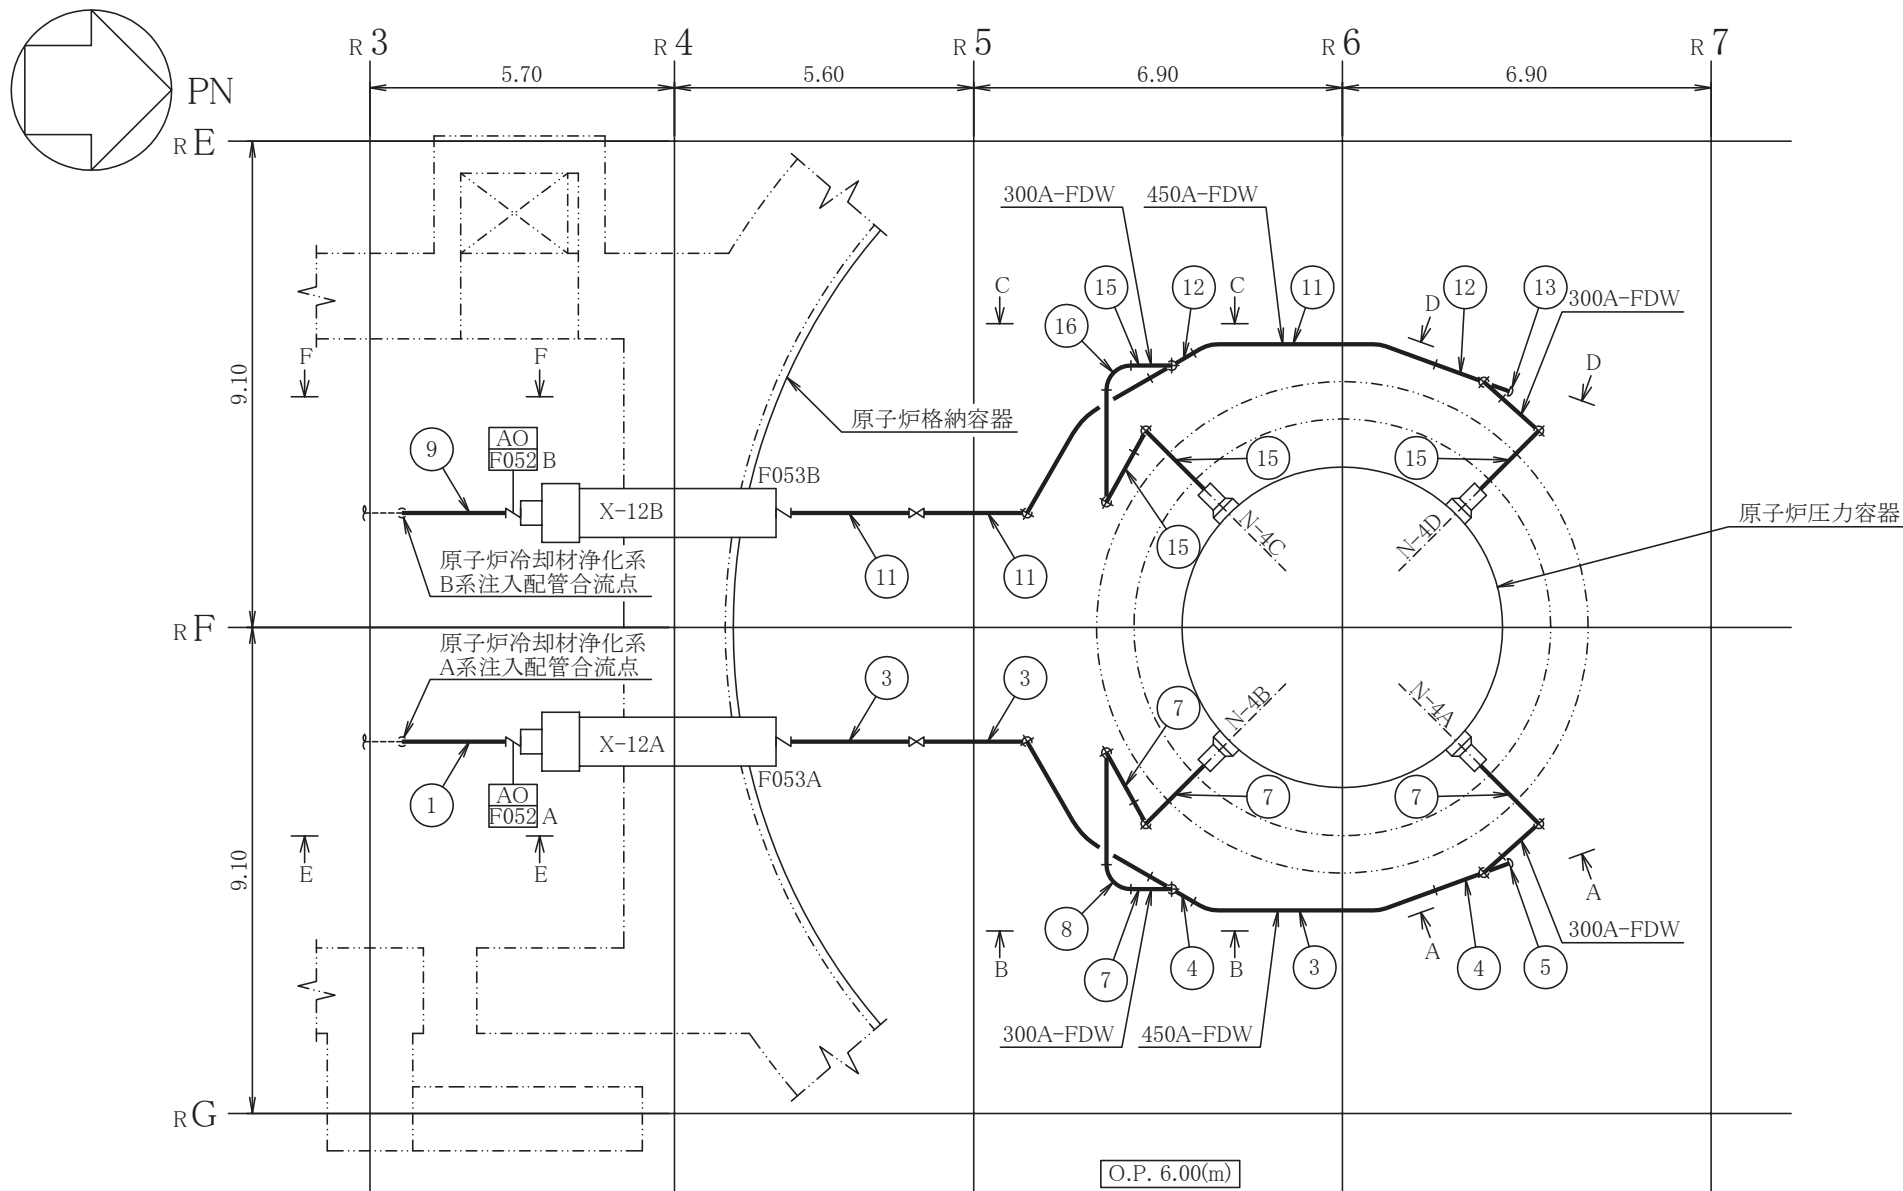 PN
R3
R4
R5
R6
R7
5.70
5.60
6.90
6.90
RE
RF
RG
9.10
9.10
300A-FDW
450A-FDW
C
15
12
C
11
D
12
13
300A-FDW
16
D
F
F
原子炉格納容器
9
AO
F052
B
F053B
X-12B
15
15
N-4C
N-4D
15
原子炉圧力容器
原子炉冷却材浄化系
B系注入配管合流点
11
11
原子炉冷却材浄化系
A系注入配管合流点
3
3
7
N-4B
N-4A
X-12A
F053A
1
AO
F052
A
7
7
E
E
A
A
8
7
4
B
B
3
4
5
300A-FDW
300A-FDW
450A-FDW
O.P. 6.00(m)